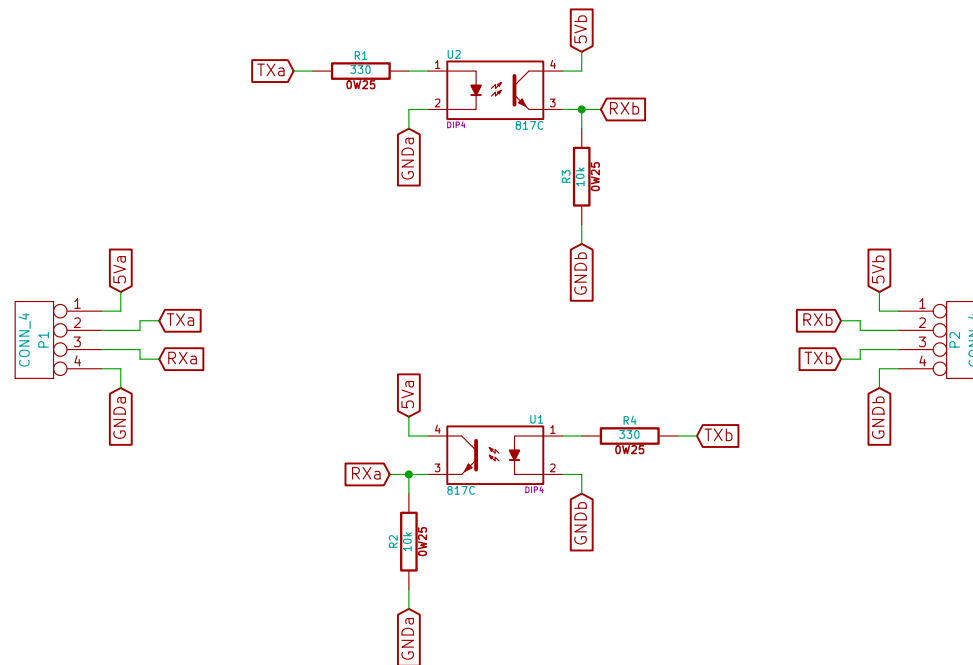 5Vb
R1
330
0W25
TXa
U2
1
2
4
3
DIP4
817C
RXb
GNDa
R3
10k
0W25
GNDb
5Va
CONN_4
P1
1
2
3
4
TXa
RXa
GNDa
5Vb
RXb
TXb
GNDb
1
2
3
4
P2
CONN_4
5Va
U1
4
3
1
2
817C
DIP4
RXa
R4
330
0W25
TXb
GNDb
R2
10k
0W25
GNDa